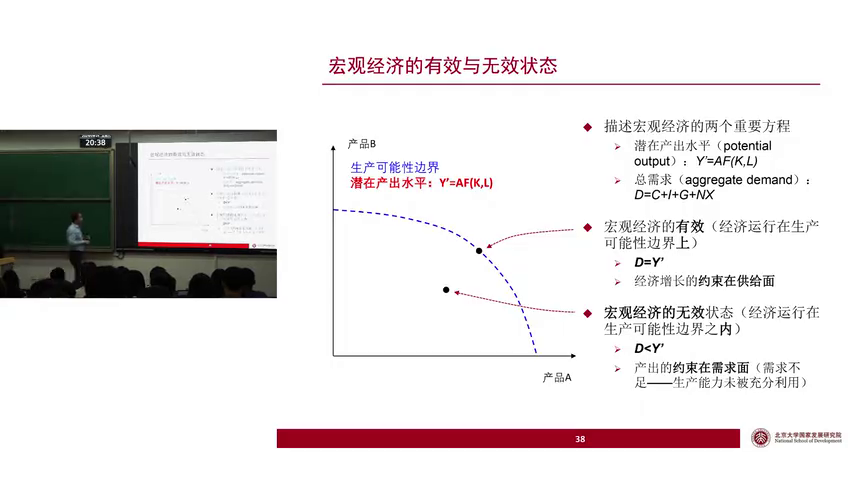 宏观经济的有效与无效状态
20:38
产品B
生产可能性边界
潜在产出水平：Y’=AF(K,L)
产品A
描述宏观经济的两个重要方程
潜在产出水平（potential
output）：Y’=AF(K,L)
总需求（aggregate demand）：
D=C+I+G+NX
宏观经济的有效（经济运行在生产
可能性边界上）
D=Y’
经济增长的约束在供给面
宏观经济的无效状态（经济运行在
生产可能性边界之内）
D<Y’
产出的约束在需求面（需求不
足——生产能力未被充分利用）
38
北京大学国家发展研究院
National School of Development